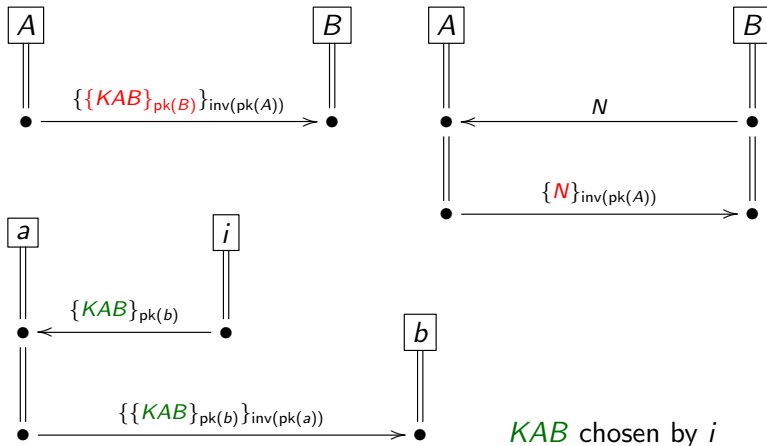 A B A B
{{KAB}pk(B)}inv(pk(A))
N
{N}inv(pk(A))
a i
{KAB}pk(b)
b
{{KAB}pk(b)}inv(pk(a))
KAB chosen by i